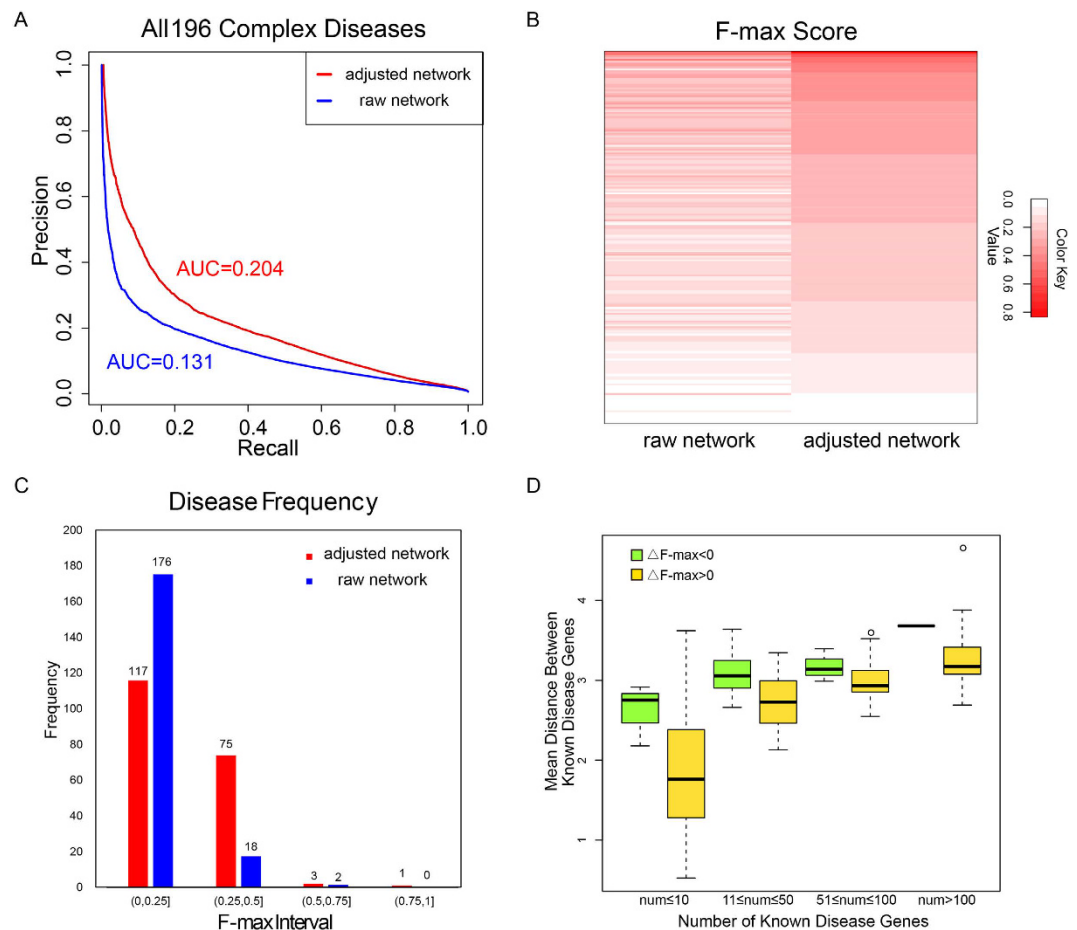 A
All196 Complex Diseases
adjusted network
raw network
1.0
0.8
0.6
0.4
0.2
0.0
Precision
AUC=0.204
AUC=0.131
0.0 0.2 0.4 0.6 0.8 1.0
Recall
B
F-max Score
raw network adjusted network
0.0 0.2 0.4 0.6 0.8
Value
Color Key
C
Disease Frequency
adjusted network
raw network
200
180
160
140
120
100
80
60
40
20
0
Frequency
117 176
75 18
3 2
1 0
(0,0.25] (0.25,0.5] (0.5,0.75] (0.75,1]
F-maxInterval
D
△F-max<0
△F-max>0
4
3
2
1
Mean Distance Between
Known Disease Genes
num≤10 11≤num≤50 51≤num≤100 num>100
Number of Known Disease Genes